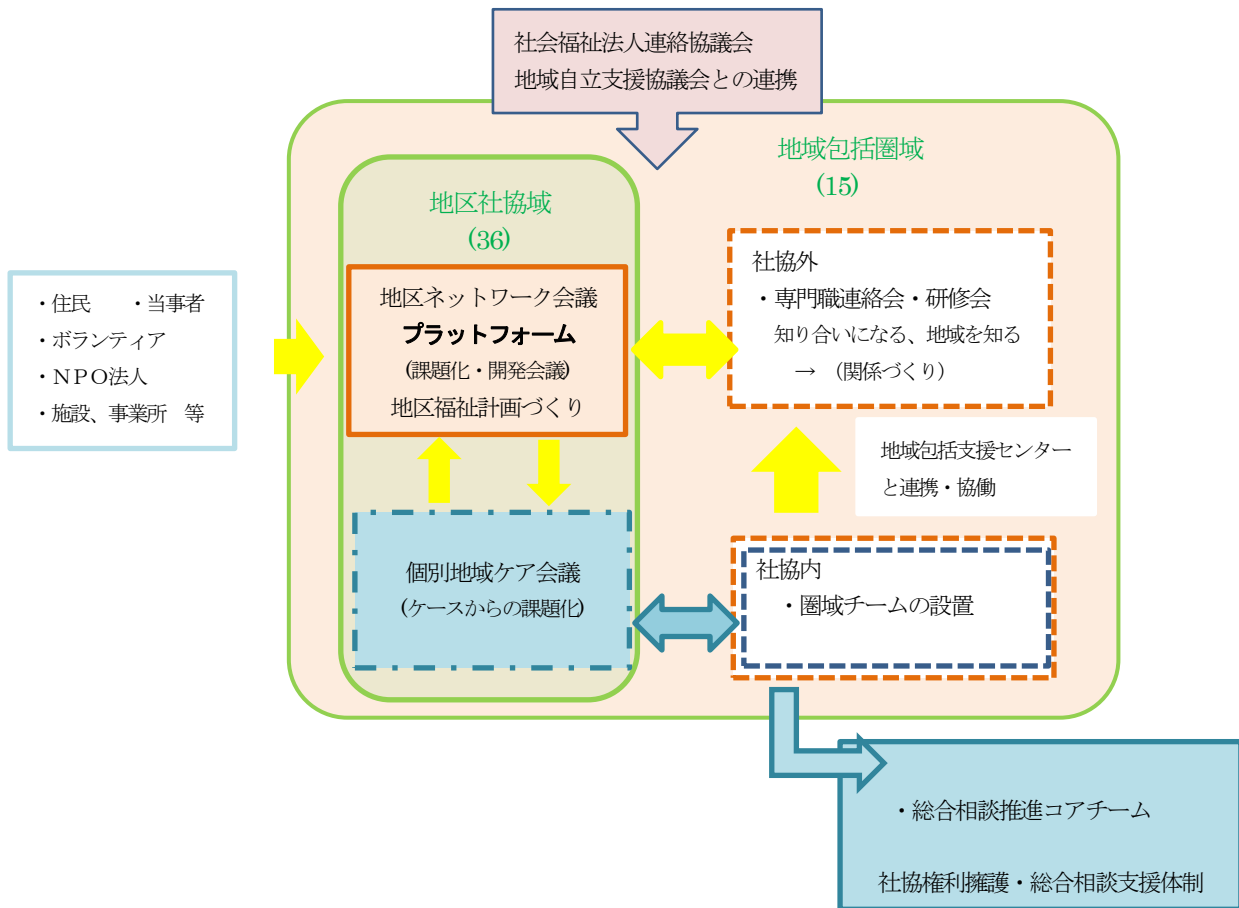 社会福祉法人連絡協議会
地域自立支援協議会との連携
地域包括圏域
(15)
地区社協域
(36)
・住民　　・当事者
・ボランティア
・ＮＰＯ法人
・施設、事業所　等
地区ネットワーク会議
プラットフォーム
(課題化・開発会議)
地区福祉計画づくり
社協外
・専門職連絡会・研修会
知り合いになる、地域を知る
→　（関係づくり）
地域包括支援センター
と連携・協働
個別地域ケア会議
(ケースからの課題化)
社協内
・圏域チームの設置
・総合相談推進コアチーム
社協権利擁護・総合相談支援体制